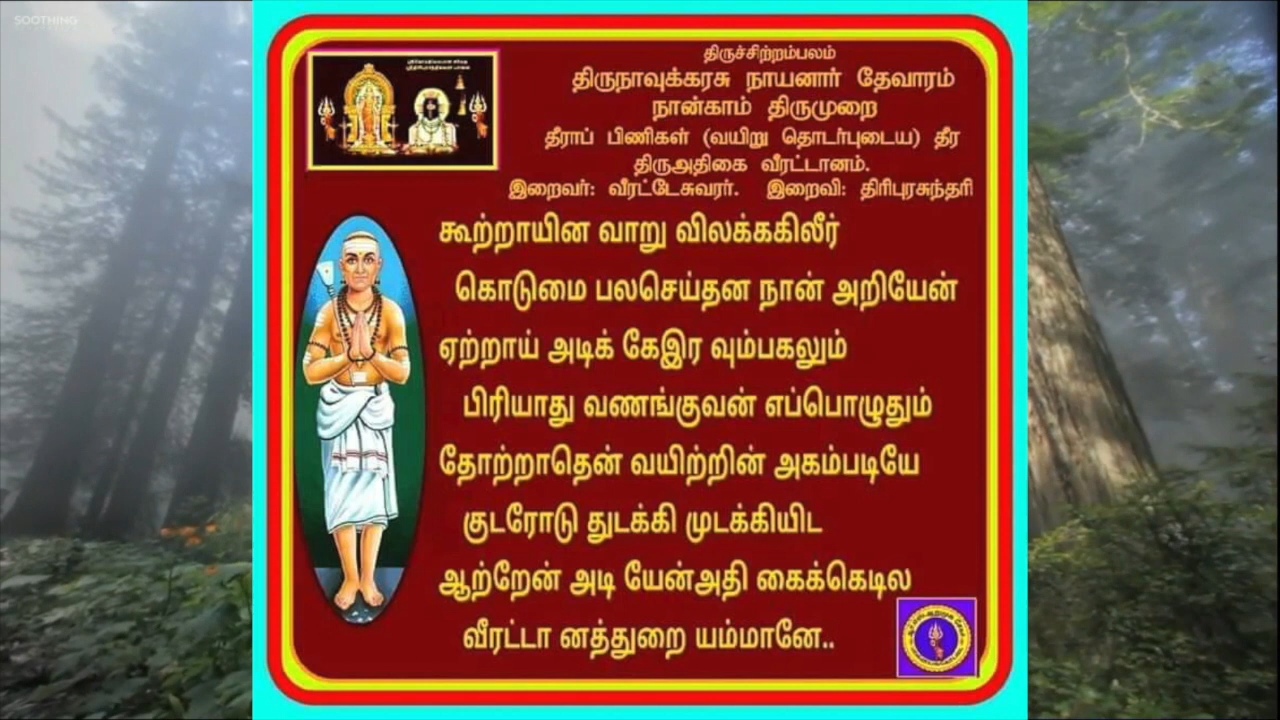 SOOTHING
திருச்சிற்றம்பலம்
திருநாவுக்கரசு நாயனார் தேவாரம்
நான்காம் திருமுறை
தீராப் பிணிகள் (வயிறு தொடர்புடைய) தீர
திருஅதிகை வீரட்டானம்.
இறைவர்: வீரட்டேசுவரர். இறைவி: திரிபுரசுந்தரி
கூற்றாயின வாறு விலக்ககிலீர்
கொடுமை பலசெய்தன நான் அறியேன்
ஏற்றாய் அடிக் கேஇர வும்பகலும்
பிரியாது வணங்குவன் எப்பொழுதும்
தோற்றாதென் வயிற்றின் அகம்படியே
குடரோடு துடக்கி முடக்கியிட
ஆற்றேன் அடி யேன்அதி கைக்கெடில
வீரட்டா னத்துறை யம்மானே..